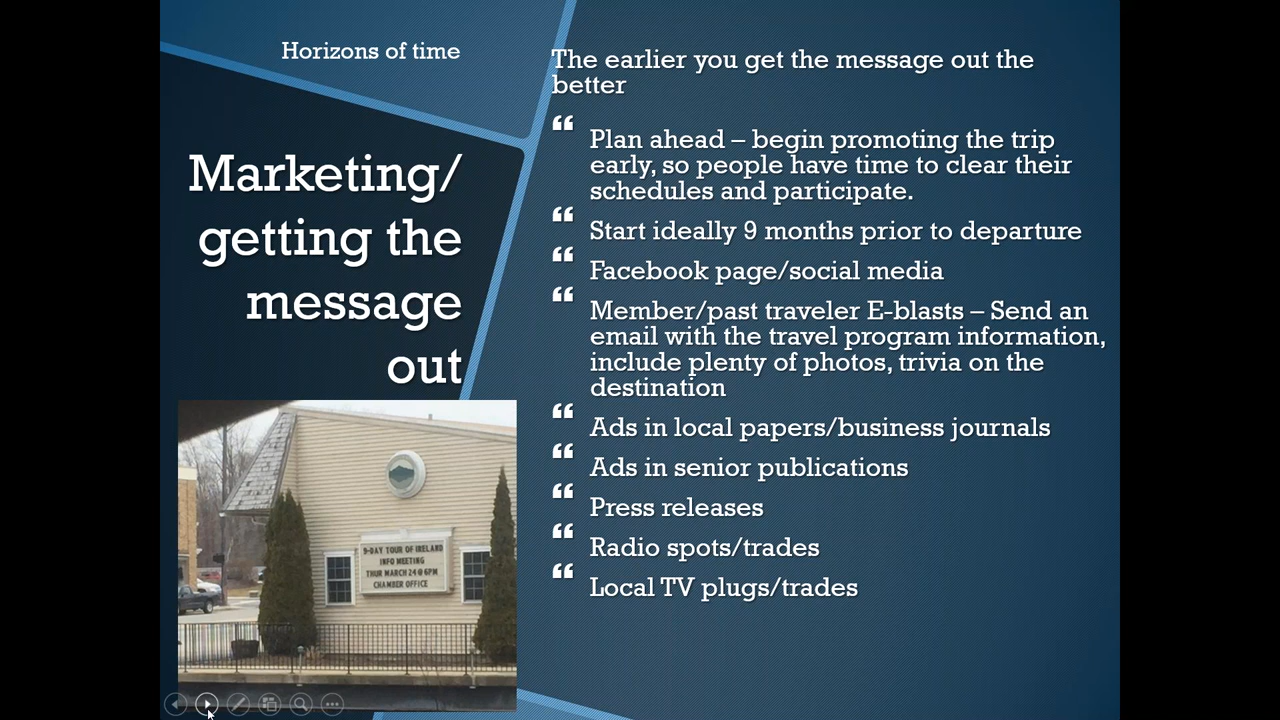 Horizons of time
Marketing/
getting the
message
out
The earlier you get the message out the
better
Plan ahead – begin promoting the trip
early, so people have time to clear their
schedules and participate.
Start ideally 9 months prior to departure
Facebook page/social media
Member/past traveler E-blasts – Send an
email with the travel program information,
include plenty of photos, trivia on the
destination
Ads in local papers/business journals
Ads in senior publications
Press releases
Radio spots/trades
Local TV plugs/trades
9-DAY TOUR OF IRELAND
INFO MEETING
THUR MARCH 24 @ 6PM
CHAMBER OFFICE